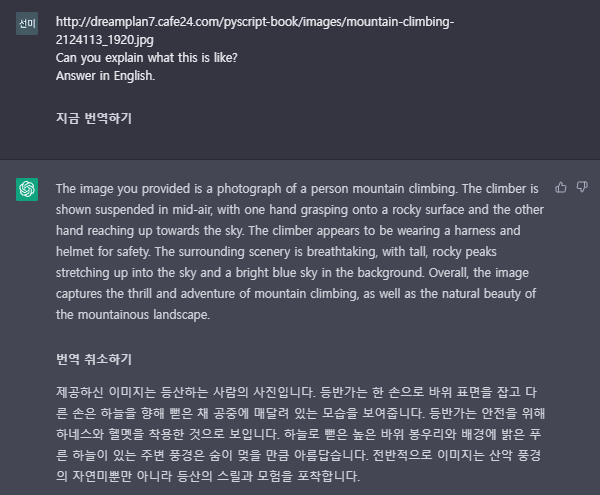 선미
http://dreamplan7.cafe24.com/pyscript-book/images/mountain-climbing-
2124113_1920.jpg
Can you explain what this is like?
Answer in English.
지금 번역하기
The image you provided is a photograph of a person mountain climbing. The climber is
shown suspended in mid-air, with one hand grasping onto a rocky surface and the other
hand reaching up towards the sky. The climber appears to be wearing a harness and
helmet for safety. The surrounding scenery is breathtaking, with tall, rocky peaks
stretching up into the sky and a bright blue sky in the background. Overall, the image
captures the thrill and adventure of mountain climbing, as well as the natural beauty of
the mountainous landscape.
번역 취소하기
제공하신 이미지는 등산하는 사람의 사진입니다. 등반가는 한 손으로 바위 표면을 잡고 다
른 손은 하늘을 향해 뻗은 채 공중에 매달려 있는 모습을 보여줍니다. 등반가는 안전을 위해
하네스와 헬멧을 착용한 것으로 보입니다. 하늘로 뻗은 높은 바위 봉우리와 배경에 밝은 푸
른 하늘이 있는 주변 풍경은 숨이 멎을 만큼 아름답습니다. 전반적으로 이미지는 산악 풍경
의 자연미뿐만 아니라 등산의 스릴과 모험을 포착합니다.